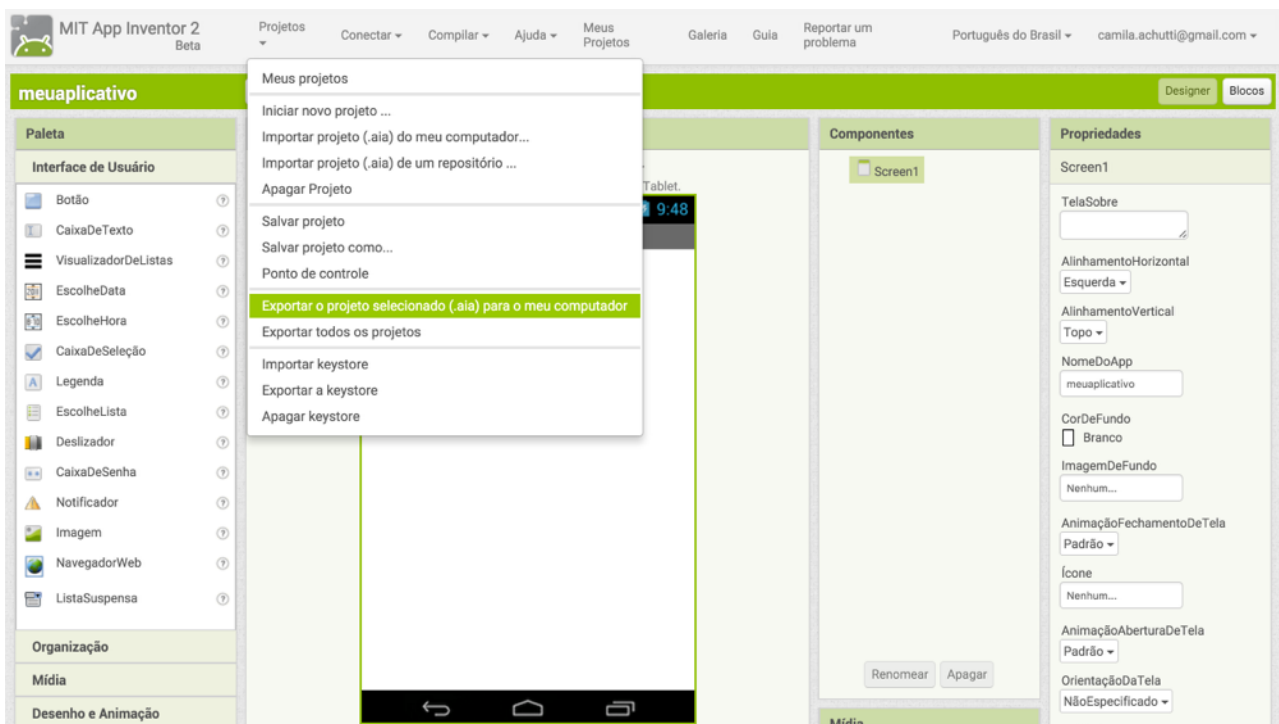 MIT App Inventor 2
Beta
Projetos
Conectar
Compilar
Ajuda
Meus
Projetos
Galeria
Guia
Reportar um
problema
Português do Brasil
camila.achutti@gmail.com
meuaplicativo
Designer
Blocos
Paleta
Interface de Usuário
Botão
CaixaDeTexto
VisualizadorDeListas
EscolheData
EscolheHora
CaixaDeSeleção
Legenda
EscolheLista
Deslizador
CaixaDeSenha
Notificador
Imagem
NavegadorWeb
ListaSuspensa
Organização
Mídia
Desenho e Animação
Meus projetos
Iniciar novo projeto ...
Importar projeto (.aia) do meu computador...
Importar projeto (.aia) de um repositório ...
Apagar Projeto
Salvar projeto
Salvar projeto como...
Ponto de controle
Exportar o projeto selecionado (.aia) para o meu computador
Exportar todos os projetos
Importar keystore
Exportar a keystore
Apagar keystore
Tablet.
9:48
Componentes
Screen1
Renomear
Apagar
Mídia
Propriedades
Screen1
TelaSobre
AlinhamentoHorizontal
Esquerda
AlinhamentoVertical
Topo
NomeDoApp
meuaplicativo
CorDeFundo
Branco
ImagemDeFundo
Nenhum...
AnimaçãoFechamentoDeTela
Padrão
Ícone
Nenhum...
AnimaçãoAberturaDeTela
Padrão
OrientaçãoDaTela
NãoEspecificado